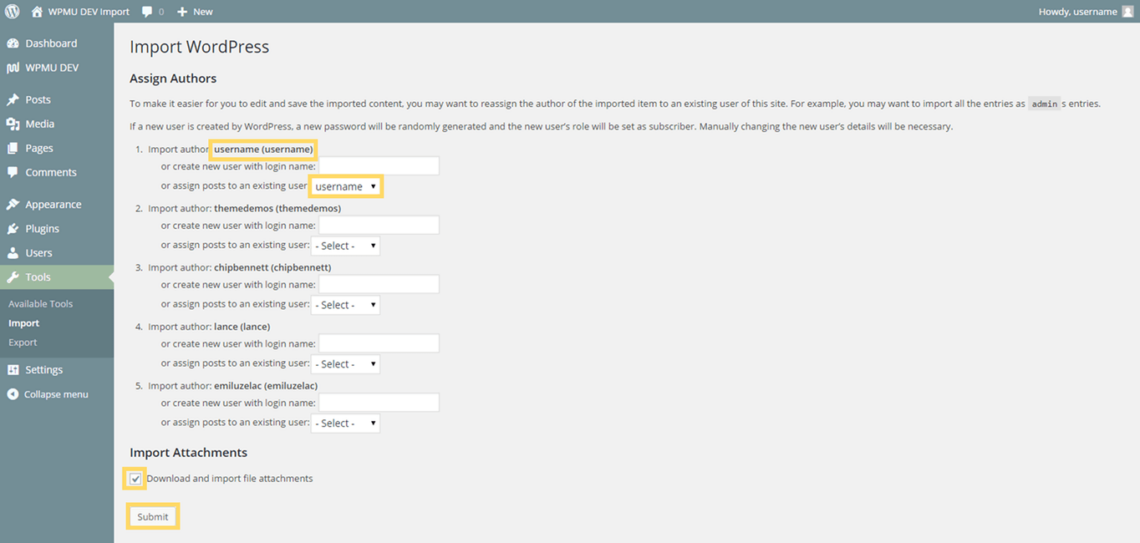 WPMU DEV Import 0 New Howdy, username
Dashboard
WPMU DEV
Posts
Media
Pages
Comments
Appearance
Plugins
Users
Tools
Available Tools
Import
Export
Settings
Collapse menu
Import WordPress
Assign Authors
To make it easier for you to edit and save the imported content, you may want to reassign the author of the imported item to an existing user of this site. For example, you may want to import all the entries as admin s entries.
If a new user is created by WordPress, a new password will be randomly generated and the new user's role will be set as subscriber. Manually changing the new user's details will be necessary.
1. Import author: username (username)
or create new user with login name:
or assign posts to an existing user: username
2. Import author: themedemos (themedemos)
or create new user with login name:
or assign posts to an existing user: - Select -
3. Import author: chipbennett (chipbennett)
or create new user with login name:
or assign posts to an existing user: - Select -
4. Import author: lance (lance)
or create new user with login name:
or assign posts to an existing user: - Select -
5. Import author: emiluzelac (emiluzelac)
or create new user with login name:
or assign posts to an existing user: - Select -
Import Attachments
Download and import file attachments
Submit